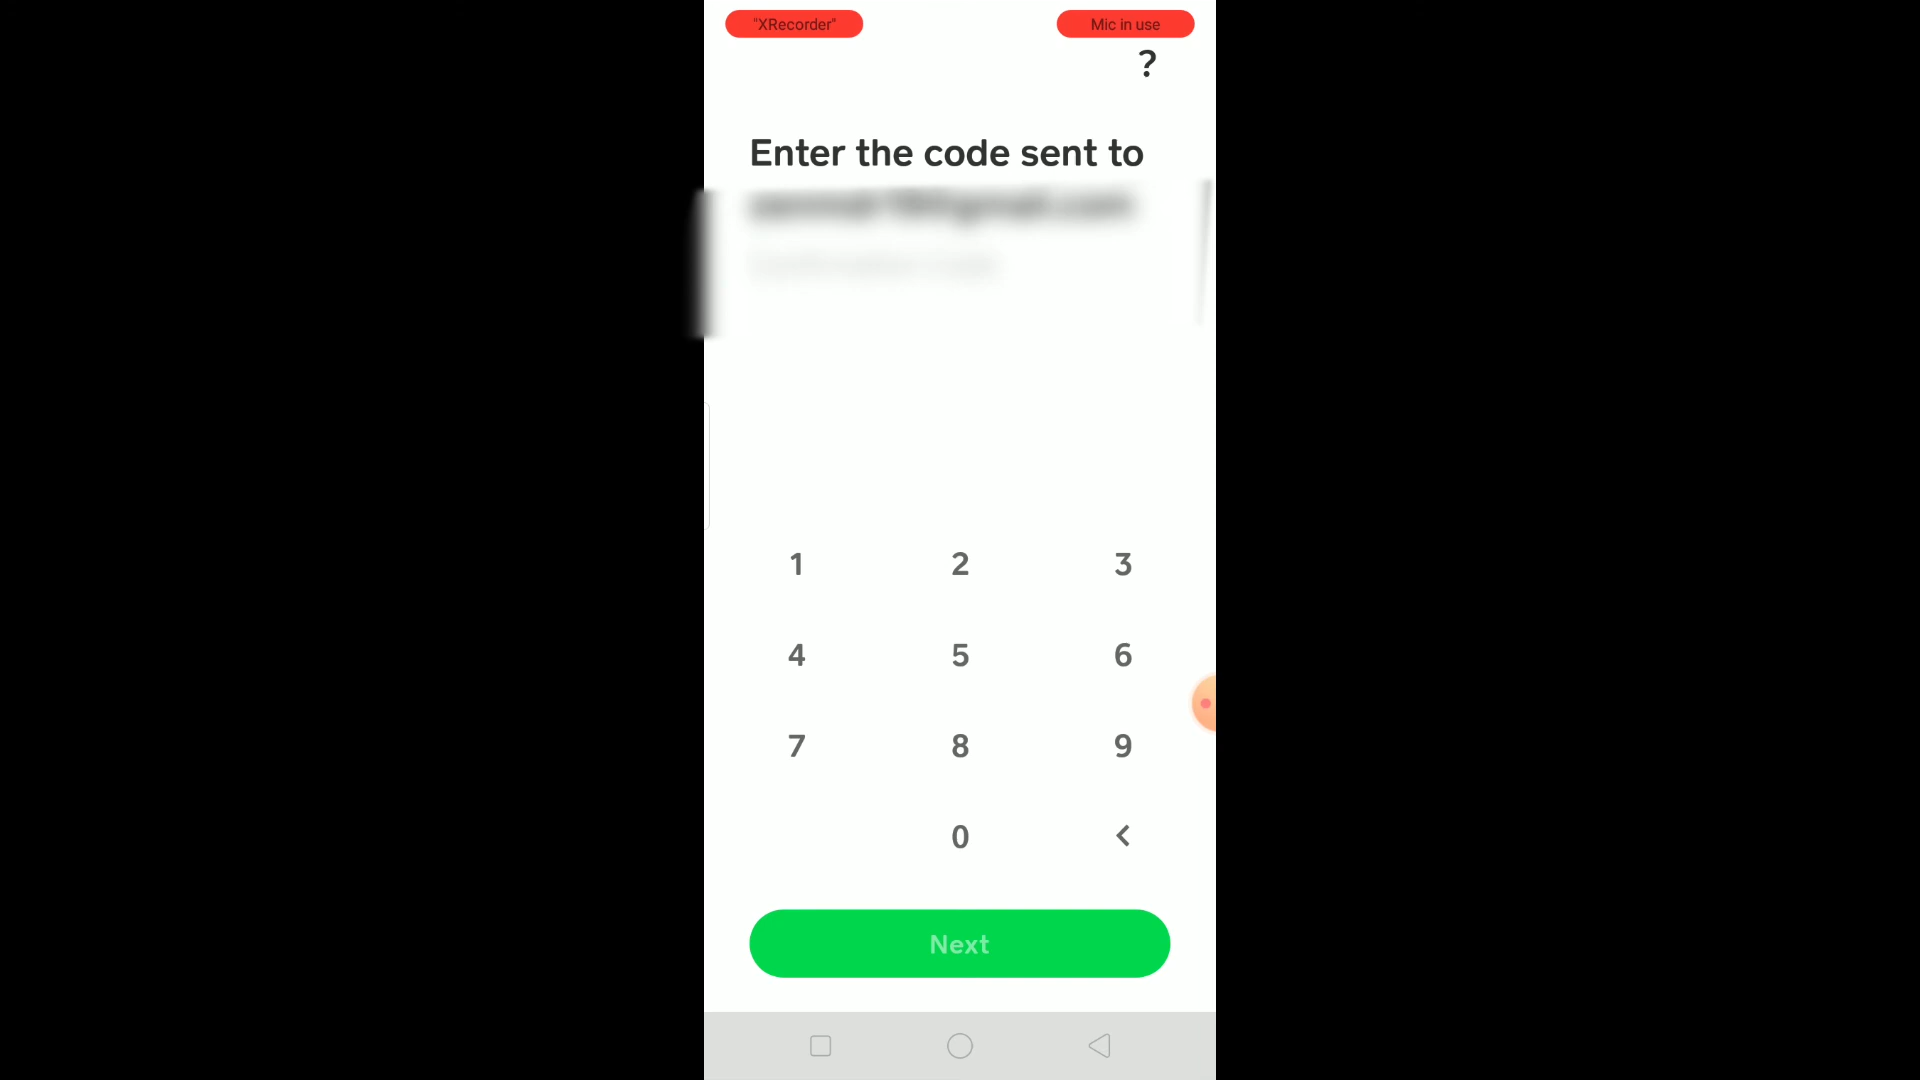 "XRecorder"
Mic in use
?
Enter the code sent to
1 2 3
4 5 6
7 8 9
0 <
Next